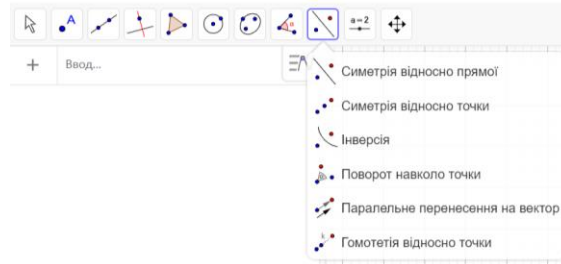 A
a=2
+ Ввод...
Симетрія відносно прямої
Симетрія відносно точки
Інверсія
Поворот навколо точки
Паралельне перенесення на вектор
Гомотетія відносно точки